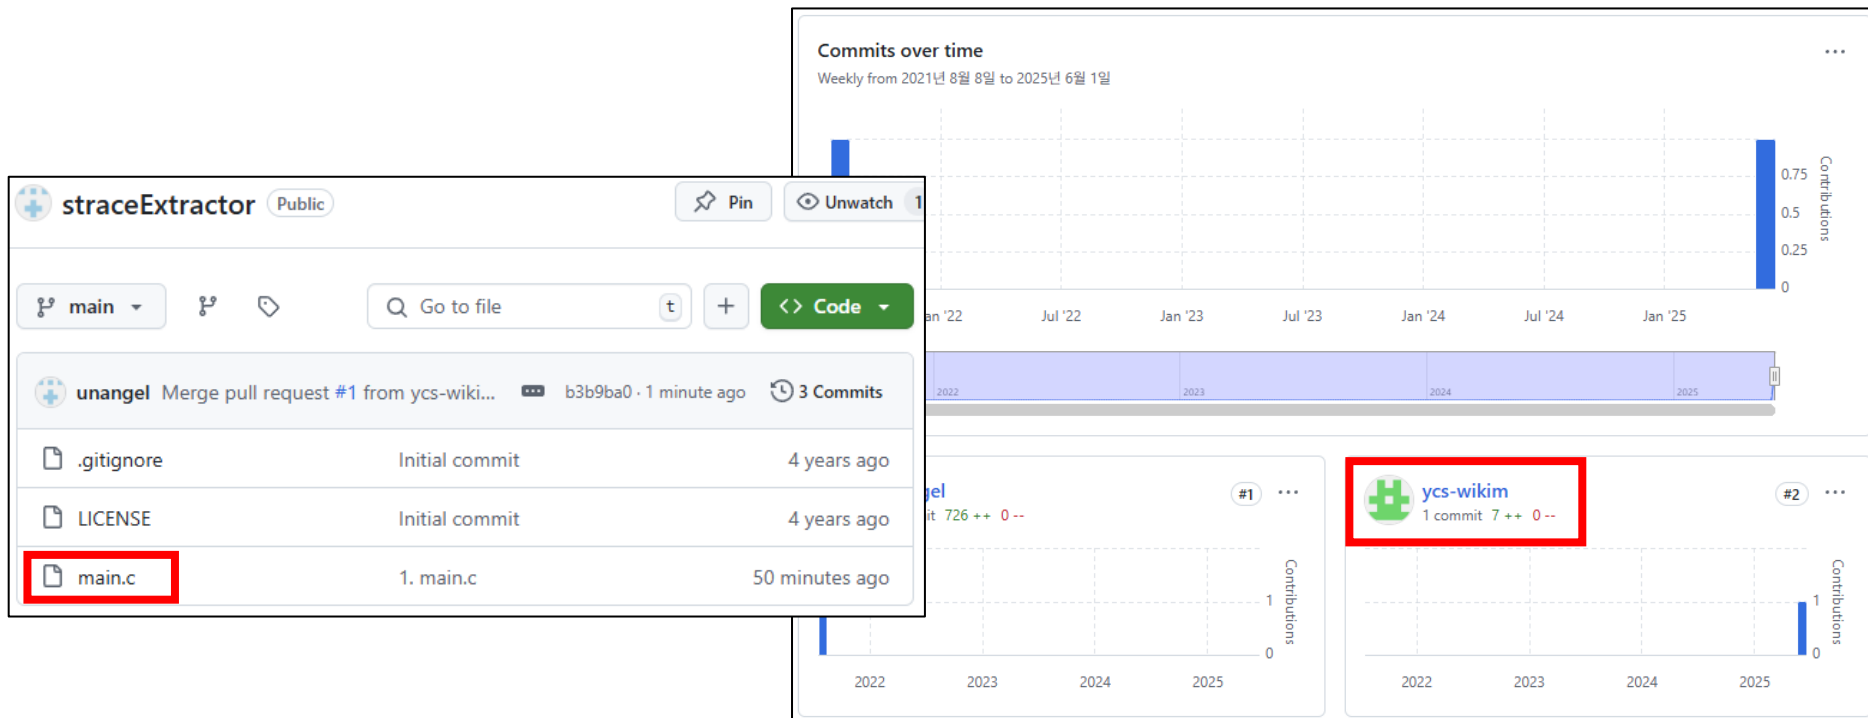 straceExtractor Public
Pin
Unwatch 1
main
Go to file t
Code
unangel Merge pull request #1 from ycs-wiki... b3b9ba0 · 1 minute ago 3 Commits
.gitignore Initial commit 4 years ago
LICENSE Initial commit 4 years ago
main.c 1. main.c 50 minutes ago
Commits over time
Weekly from 2021년 8월 8일 to 2025년 6월 1일
0.75
0.5
0.25
0
Contributions
an '22 Jul '22 Jan '23 Jul '23 Jan '24 Jul '24 Jan '25
2022 2023 2024 2025
gel #1
it 726 ++ 0 --
1
0
Contributions
2022 2023 2024 2025
ycs-wikim #2
1 commit 7 ++ 0 --
1
0
Contributions
2022 2023 2024 2025